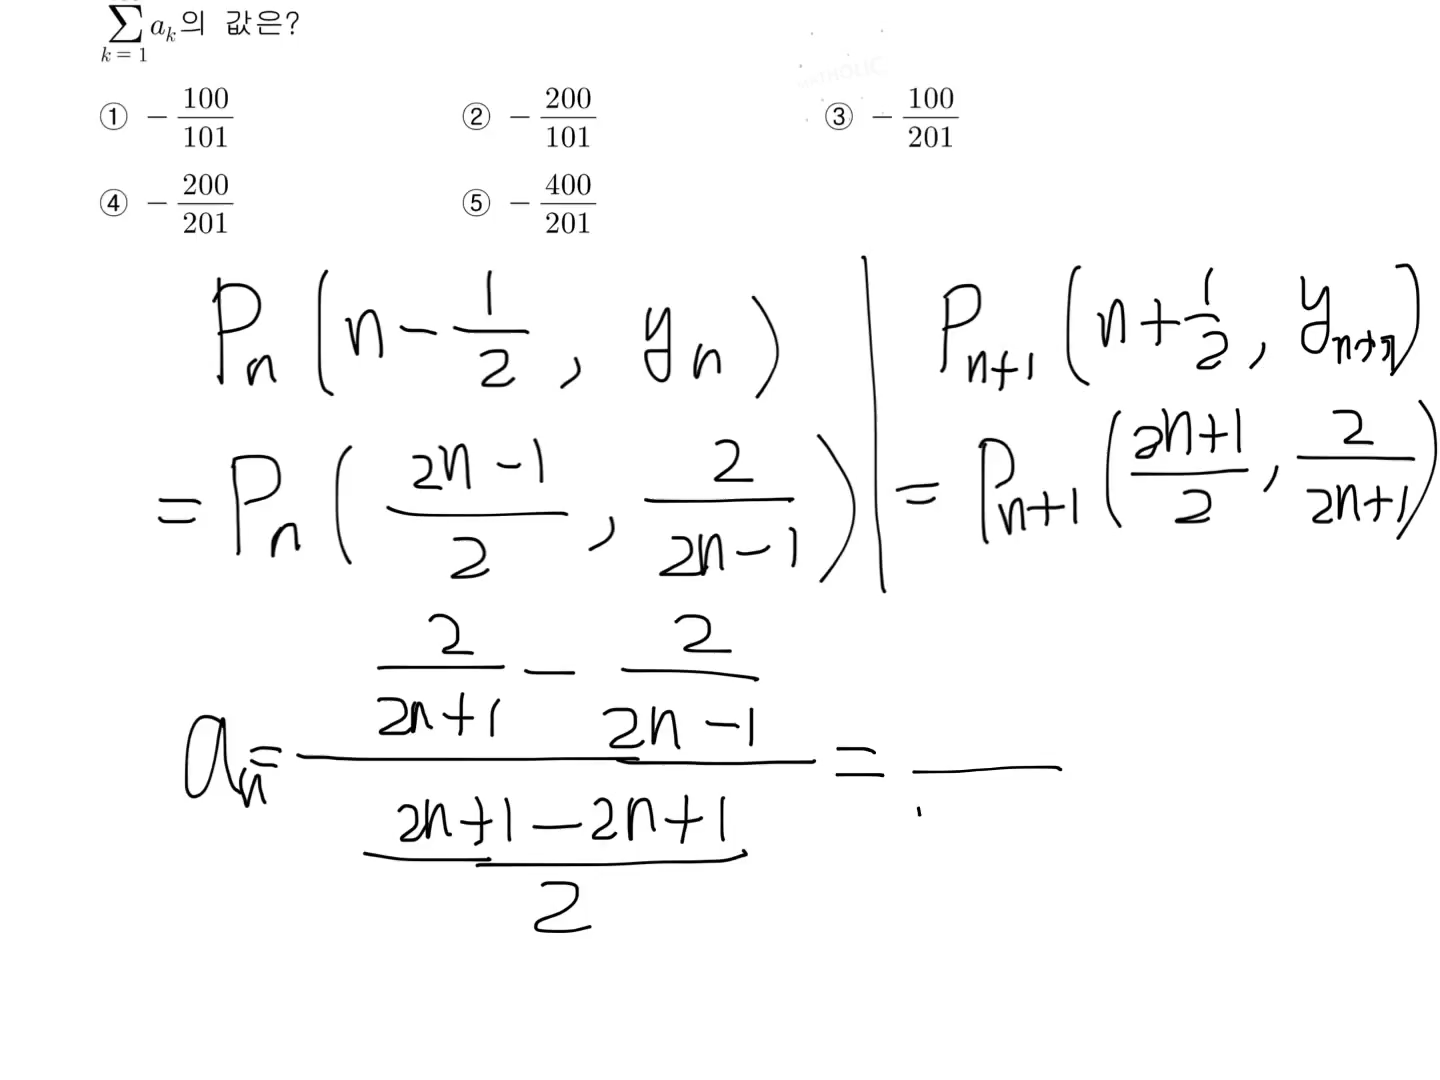 ∑ a_k의 값은?
k = 1
① − 100/101 ② − 200/101 ③ − 100/201
④ − 200/201 ⑤ − 400/201
P_n ( n − 1/2 , y_n ) | P_{n+1} ( n + 1/2 , y_{n+1} )
= P_n ( (2n − 1)/2 , 2/(2n − 1) ) | = P_{n+1} ( (2n+1)/2 , 2/(2n+1) )
a_n = ( 2/(2n+1) − 2/(2n − 1) ) / ( (2n+1 − 2n+1)/2 ) =